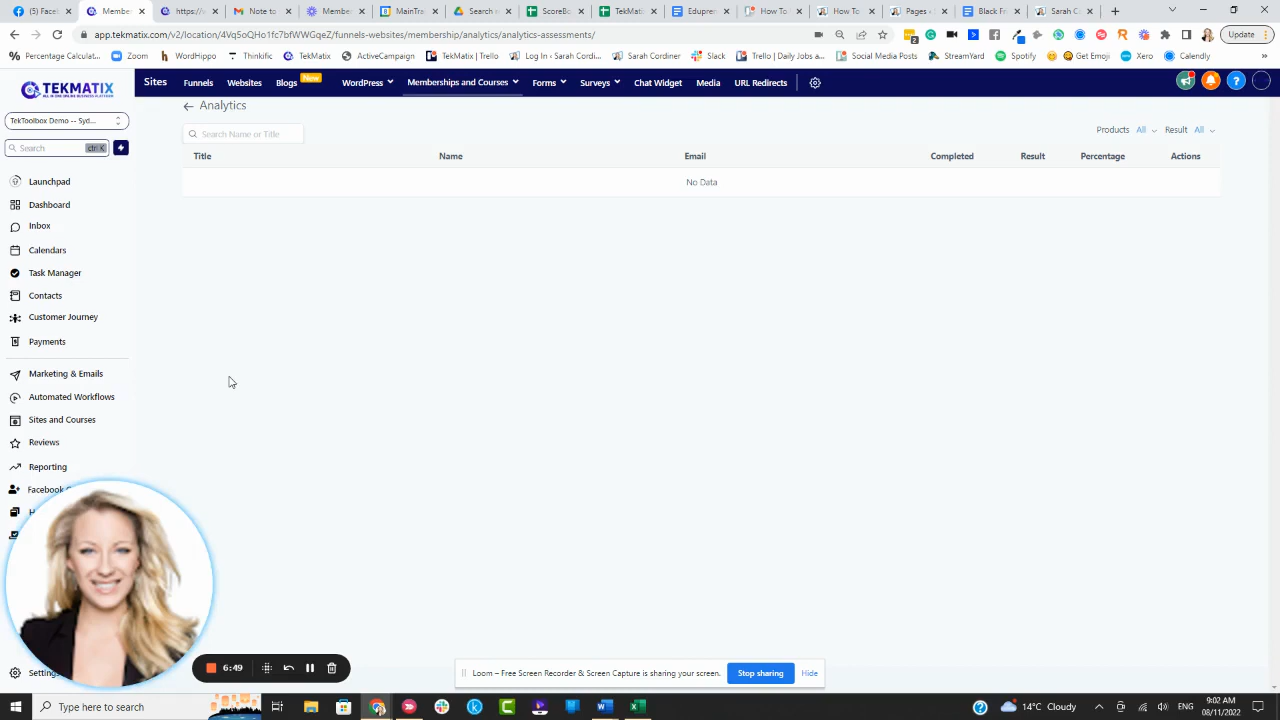 (5) Faceb
Membe
https://e
Note to
Membe
MainTra
Search r
ScoreBo
TekMati
Edupren
How To
How To
Pages -
Black Fr
Sarah C
app.tekmatix.com/v2/location/4VqSoQHo1fc7bfWWGqeZ/funnels-websites/membership/analytics/analytics-assessments/
Update
Percentage Calculat...
Zoom
WordHippo
Thinkific
TekMatix
ActiveCampaign
TekMatix | Trello
Log In ‹ Sarah Cordi...
Sarah Cordiner
Slack
Trello | Daily Jobs a...
Social Media Posts
StreamYard
Spotify
Get Emoji
Xero
Calendly
TEKMATIX
Sites
Funnels
Websites
Blogs
New
WordPress
Memberships and Courses
Forms
Surveys
Chat Widget
Media
URL Redirects
TekToolbox Demo -- Syd...
Search
ctrl K
Analytics
Search Name or Title
Products All
Result All
Title
Name
Email
Completed
Result
Percentage
Actions
No Data
Launchpad
Dashboard
Inbox
Calendars
Task Manager
Contacts
Customer Journey
Payments
Marketing & Emails
Automated Workflows
Sites and Courses
Reviews
Reporting
Facebook
6:49
Loom – Free Screen Recorder & Screen Capture is sharing your screen.
Stop sharing
Hide
Type here to search
14°C Cloudy
ENG
9:02 AM
08/11/2022